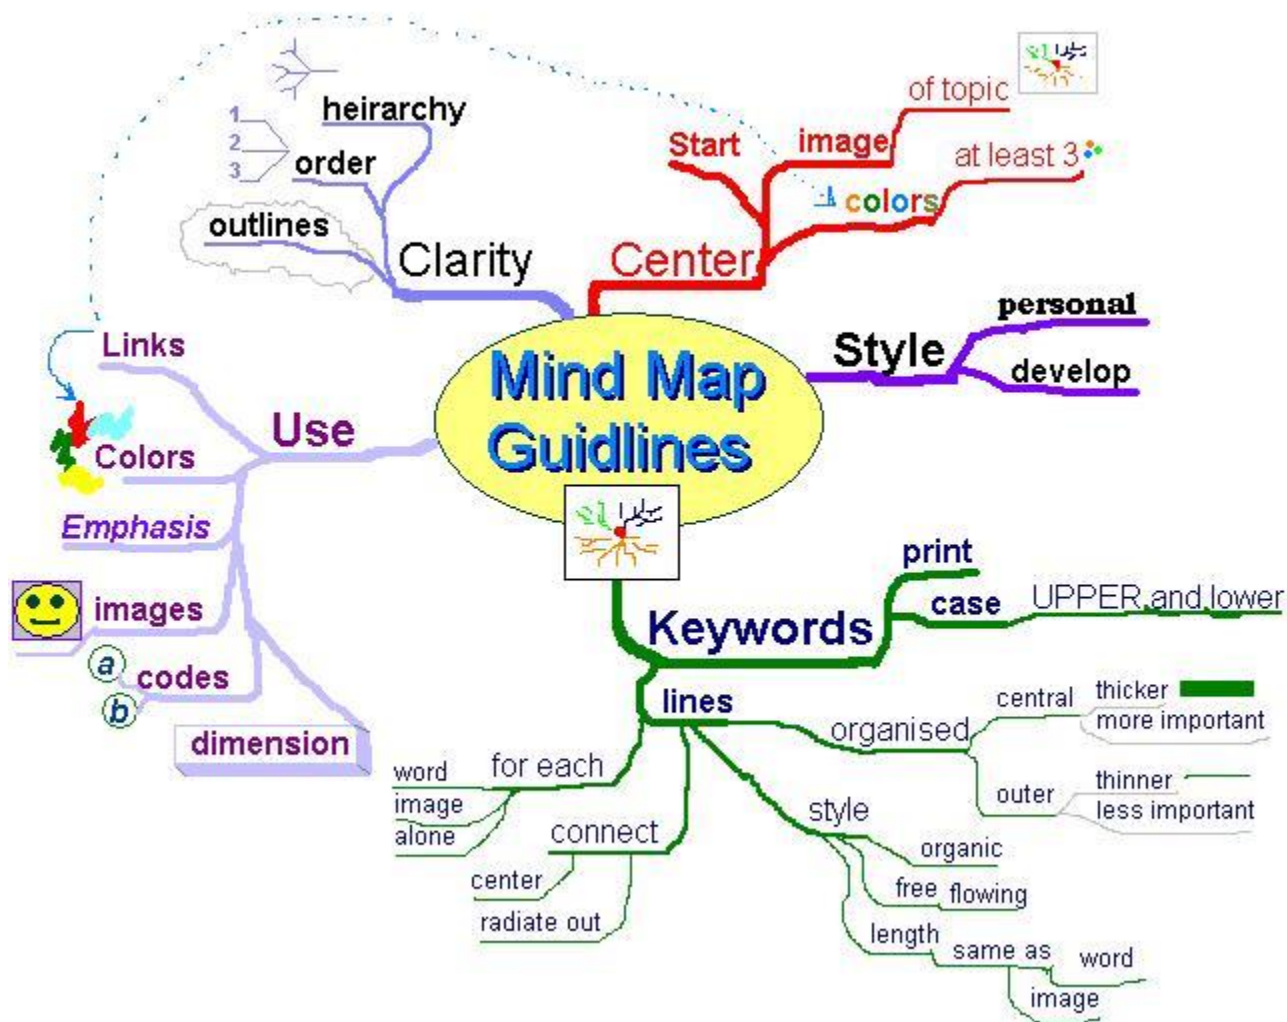 Mind Map
Guidlines
Center
Start
image
of topic
colors
at least 3
Style
personal
develop
Keywords
print
case
UPPER and lower
lines
organised
central
thicker
more important
outer
thinner
less important
style
organic
free flowing
length
same as
word
image
connect
center
radiate out
for each
word
image
alone
Use
Links
Colors
Emphasis
images
codes
a
b
dimension
Clarity
heirarchy
order
1
2
3
outlines